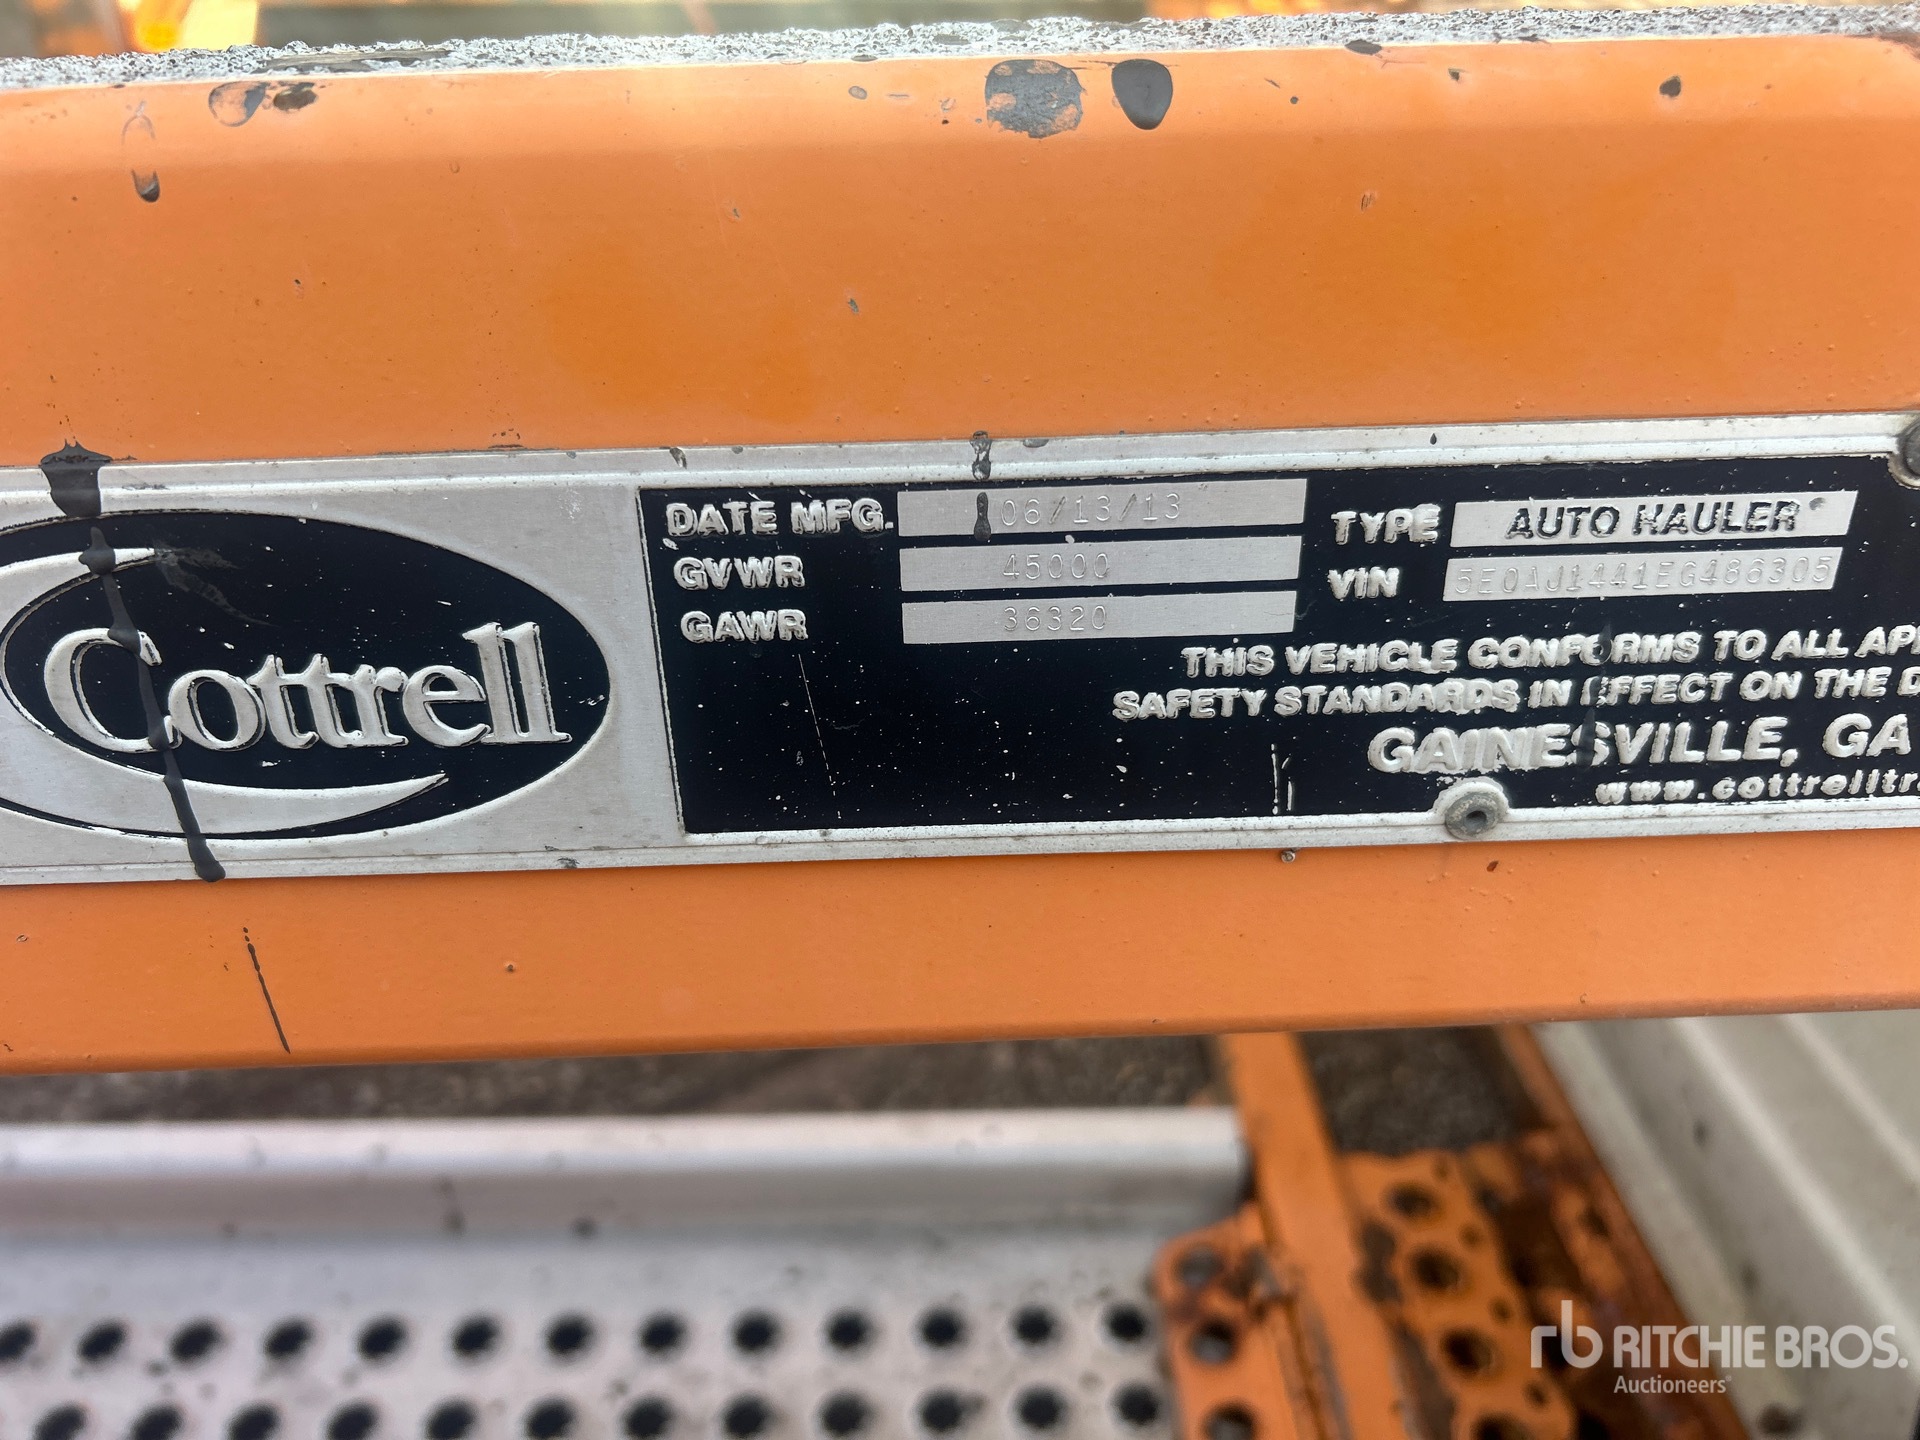 Cottrell
DATE MFG. 06/13/13
GVWR 45000
GAWR 36320
TYPE AUTO HAULER
VIN 5E0AJ1441EG486305
THIS VEHICLE CONFORMS TO ALL AP
SAFETY STANDARDS IN EFFECT ON THE D
GAINESVILLE, GA
www.cottrelltr
rb RITCHIE BROS.
Auctioneers